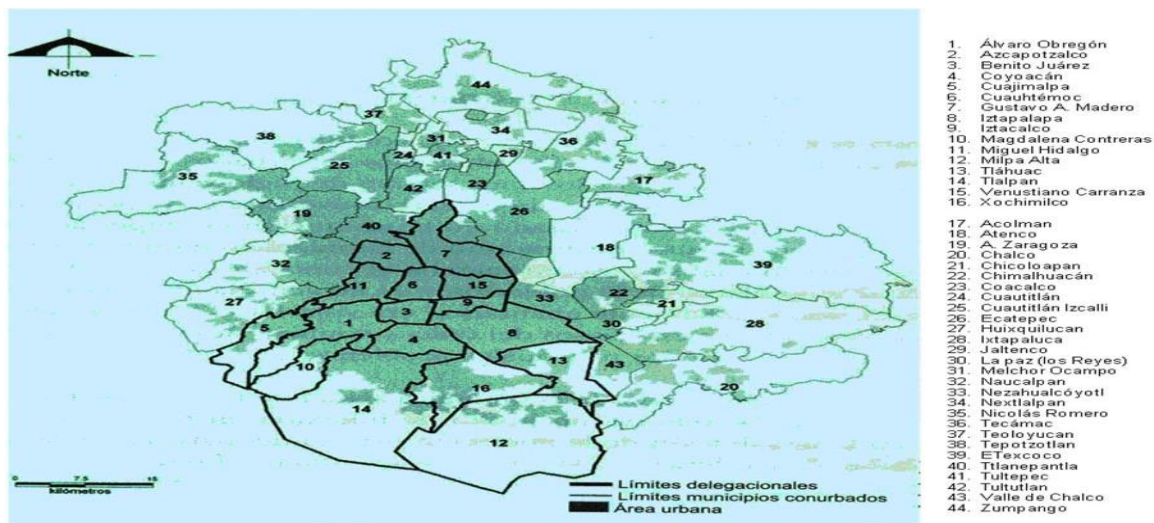 Norte
44
37
38
34
31
36
24
41
29
25
35
17
42
23
19
26
40
18
7
2
39
32
11
6
15
22
27
9
33
21
3
1
30
28
5
8
4
13
43
10
20
16
14
12
0 7.5 15
kilómetros
Límites delegacionales
Límites municipios conurbados
Área urbana
1. Álvaro Obregón
2. Azcapotzalco
3. Benito Juárez
4. Coyoacán
5. Cuajimalpa
6. Cuauhtémoc
7. Gustavo A. Madero
8. Iztapalapa
9. Iztacalco
10. Magdalena Contreras
11. Miguel Hidalgo
12. Milpa Alta
13. Tláhuac
14. Tlalpan
15. Venustiano Carranza
16. Xochimilco
17. Acolman
18. Atenco
19. A. Zaragoza
20. Chalco
21. Chicoloapan
22. Chimalhuacán
23. Coacalco
24. Cuautitlán
25. Cuautitlán Izcalli
26. Ecatepec
27. Huixquilucan
28. Ixtapaluca
29. Jaltenco
30. La paz (los Reyes)
31. Melchor Ocampo
32. Naucalpan
33. Nezahualcóyotl
34. Nextlalpan
35. Nicolás Romero
36. Tecámac
37. Teoloyucan
38. Tepotzotlan
39. ETexcoco
40. Ttlanepantla
41. Tultepec
42. Tultutlan
43. Valle de Chalco
44. Zumpango